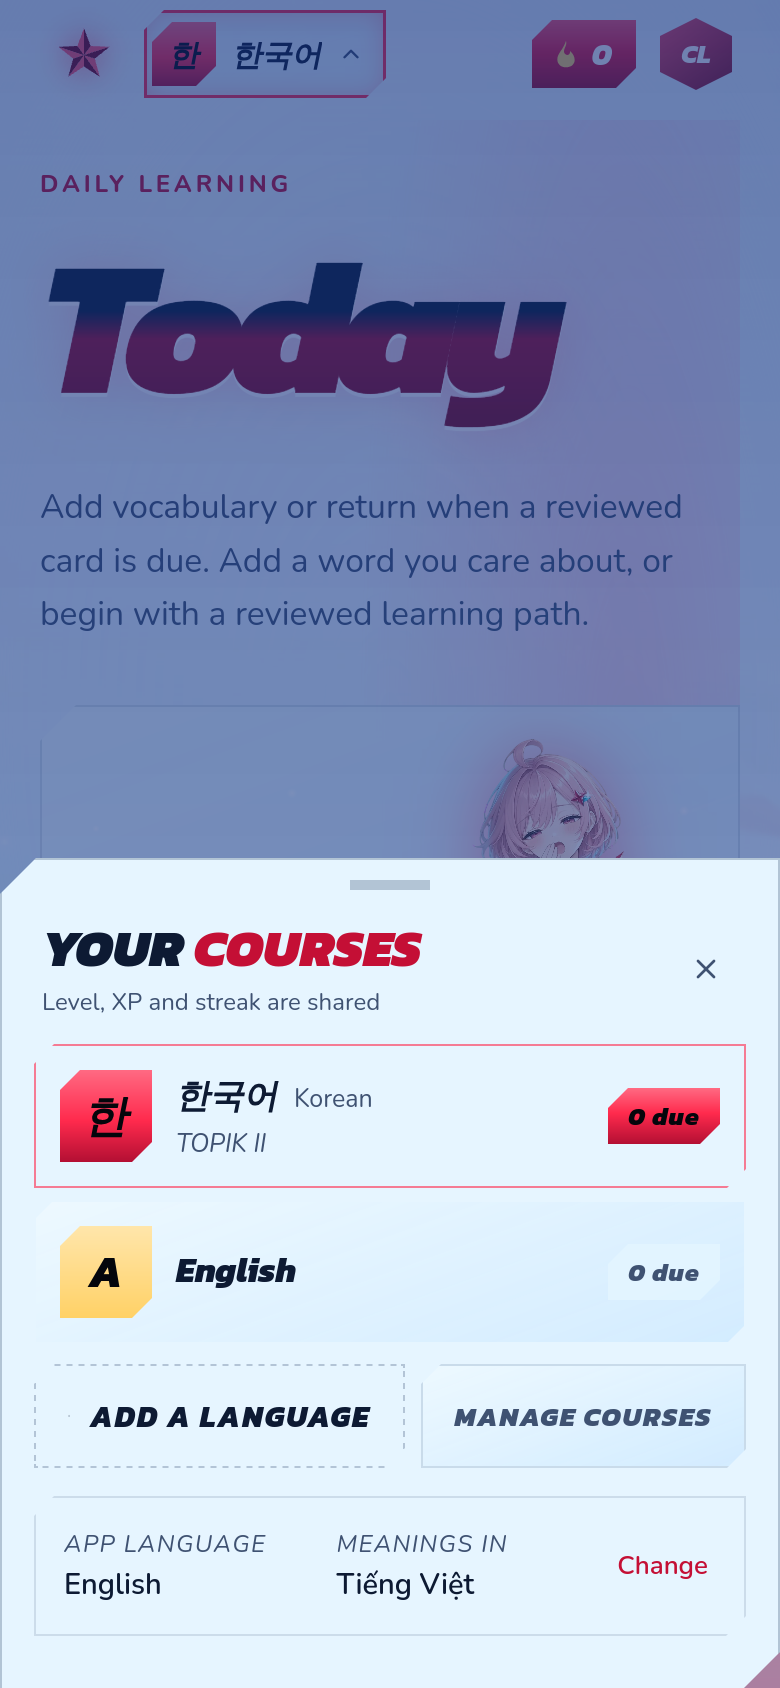 한 한국어 0 CL
DAILY LEARNING
Today
Add vocabulary or return when a reviewed
card is due. Add a word you care about, or
begin with a reviewed learning path.
YOUR COURSES
Level, XP and streak are shared
한 한국어 Korean
TOPIK II
0 due
A English 0 due
ADD A LANGUAGE MANAGE COURSES
APP LANGUAGE MEANINGS IN
English Tiếng Việt Change